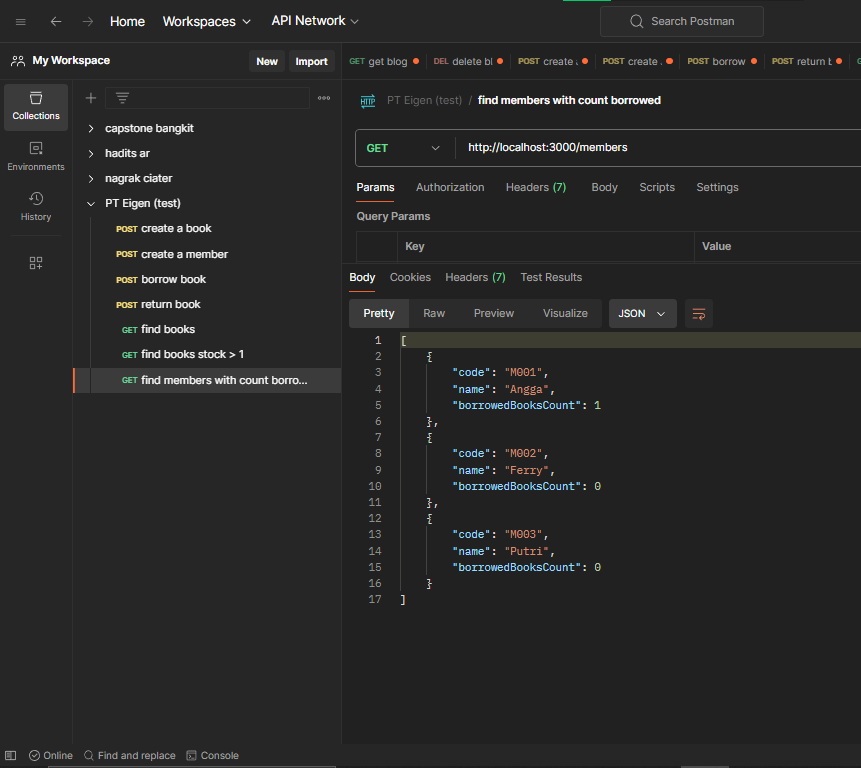 Home Workspaces API Network Search Postman
My Workspace New Import
GET get blog DEL delete bl POST create POST create POST borrow POST return b
Collections
Environments
History
capstone bangkit
hadits ar
nagrak ciater
PT Eigen (test)
POST create a book
POST create a member
POST borrow book
POST return book
GET find books
GET find books stock > 1
GET find members with count borro...
HTTP PT Eigen (test) / find members with count borrowed
GET http://localhost:3000/members
Params Authorization Headers (7) Body Scripts Settings
Query Params
Key Value
Body Cookies Headers (7) Test Results
Pretty Raw Preview Visualize JSON
1 [
2 {
3 "code": "M001",
4 "name": "Angga",
5 "borrowedBooksCount": 1
6 },
7 {
8 "code": "M002",
9 "name": "Ferry",
10 "borrowedBooksCount": 0
11 },
12 {
13 "code": "M003",
14 "name": "Putri",
15 "borrowedBooksCount": 0
16 }
17 ]
Online Find and replace Console